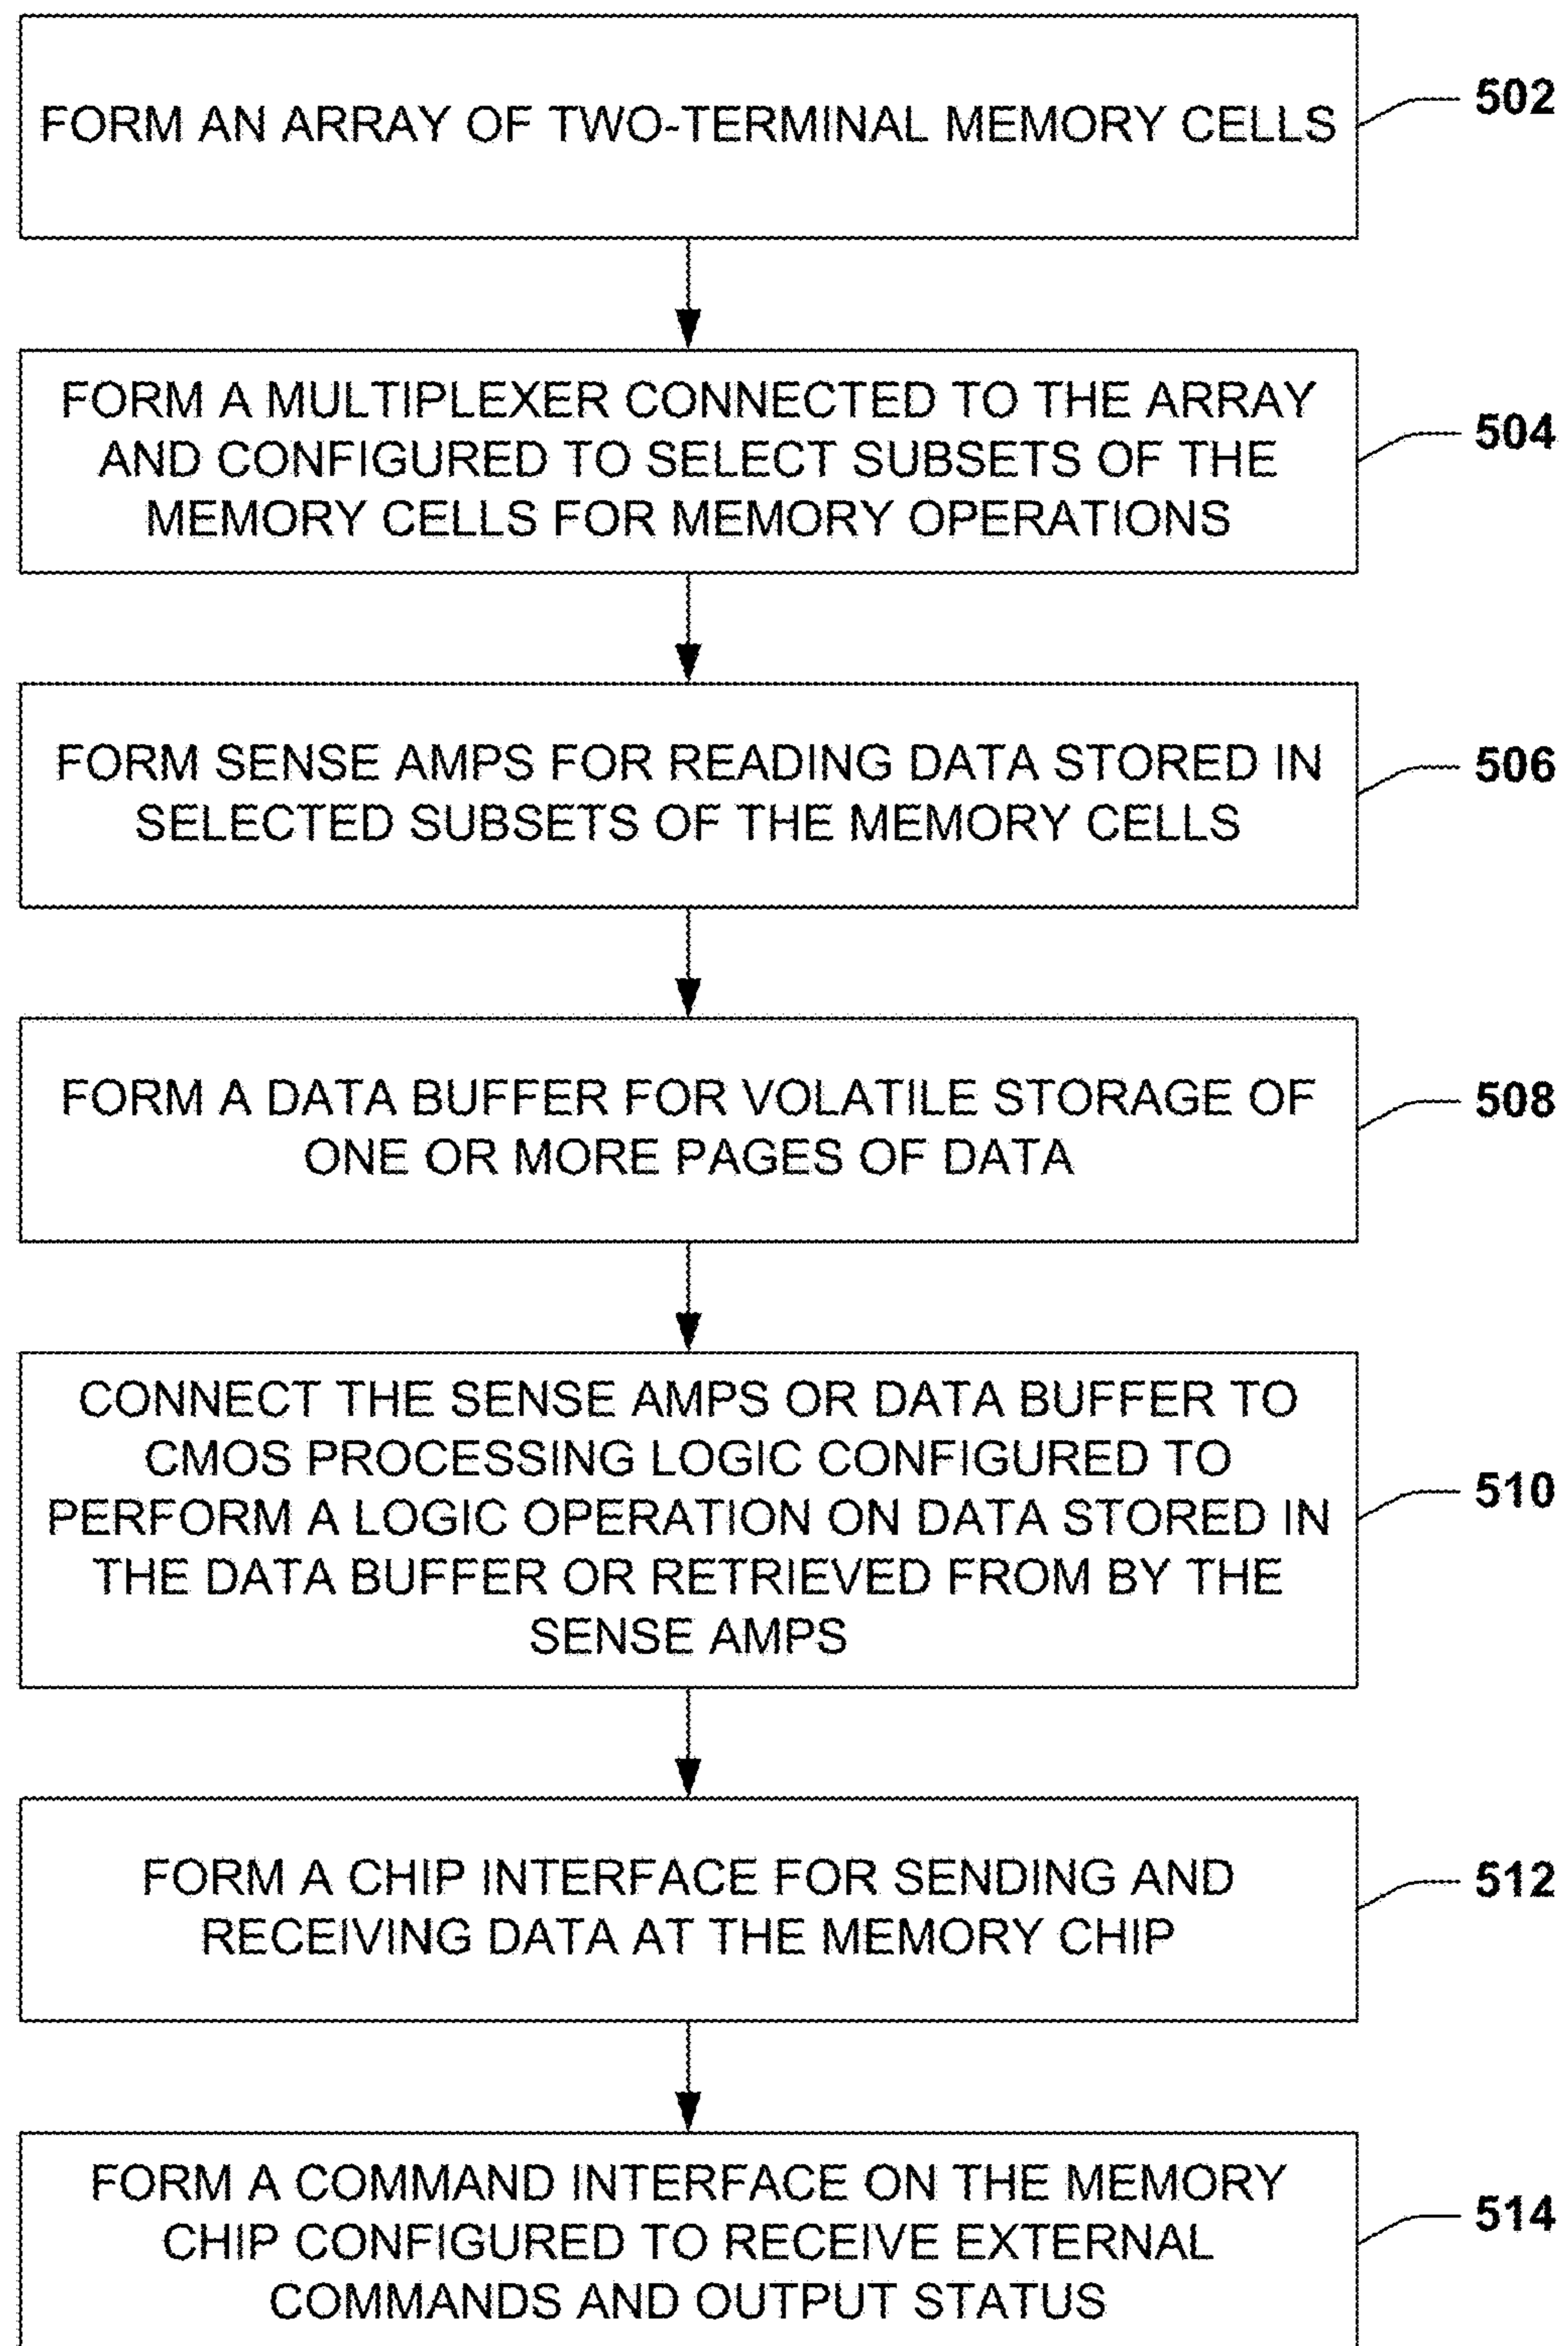 FORM AN ARRAY OF TWO-TERMINAL MEMORY CELLS
502
FORM A MULTIPLEXER CONNECTED TO THE ARRAY
AND CONFIGURED TO SELECT SUBSETS OF THE
MEMORY CELLS FOR MEMORY OPERATIONS
504
FORM SENSE AMPS FOR READING DATA STORED IN
SELECTED SUBSETS OF THE MEMORY CELLS
506
FORM A DATA BUFFER FOR VOLATILE STORAGE OF
ONE OR MORE PAGES OF DATA
508
CONNECT THE SENSE AMPS OR DATA BUFFER TO
CMOS PROCESSING LOGIC CONFIGURED TO
PERFORM A LOGIC OPERATION ON DATA STORED IN
THE DATA BUFFER OR RETRIEVED FROM BY THE
SENSE AMPS
510
FORM A CHIP INTERFACE FOR SENDING AND
RECEIVING DATA AT THE MEMORY CHIP
512
FORM A COMMAND INTERFACE ON THE MEMORY
CHIP CONFIGURED TO RECEIVE EXTERNAL
COMMANDS AND OUTPUT STATUS
514